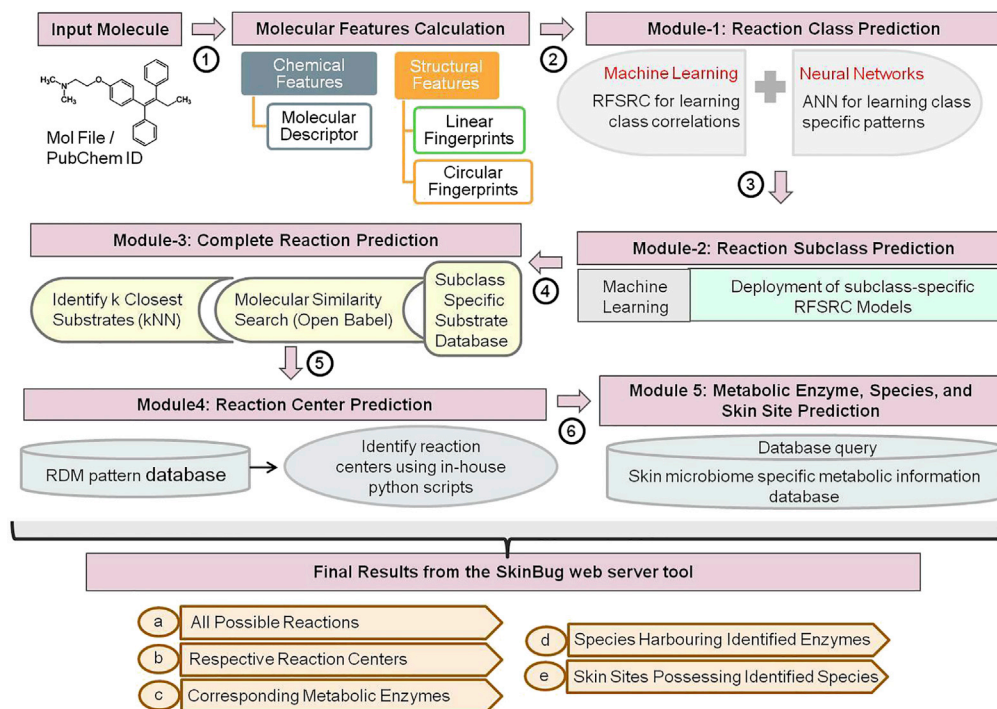 Input Molecule
1
Molecular Features Calculation
2
Module-1: Reaction Class Prediction
N
CH₃
CH₃
O
CH₃
Mol File /
PubChem ID
Chemical
Features
Molecular
Descriptor
Structural
Features
Linear
Fingerprints
Circular
Fingerprints
Machine Learning
RFSRC for learning
class correlations
Neural Networks
ANN for learning class
specific patterns
3
Module-2: Reaction Subclass Prediction
Machine
Learning
Deployment of subclass-specific
RFSRC Models
4
Module-3: Complete Reaction Prediction
Identify k Closest
Substrates (kNN)
Molecular Similarity
Search (Open Babel)
Subclass
Specific
Substrate
Database
5
Module4: Reaction Center Prediction
RDM pattern database
Identify reaction
centers using in-house
python scripts
6
Module 5: Metabolic Enzyme, Species, and
Skin Site Prediction
Database query
Skin microbiome specific metabolic information
database
Final Results from the SkinBug web server tool
a All Possible Reactions
b Respective Reaction Centers
c Corresponding Metabolic Enzymes
d Species Harbouring Identified Enzymes
e Skin Sites Possessing Identified Species